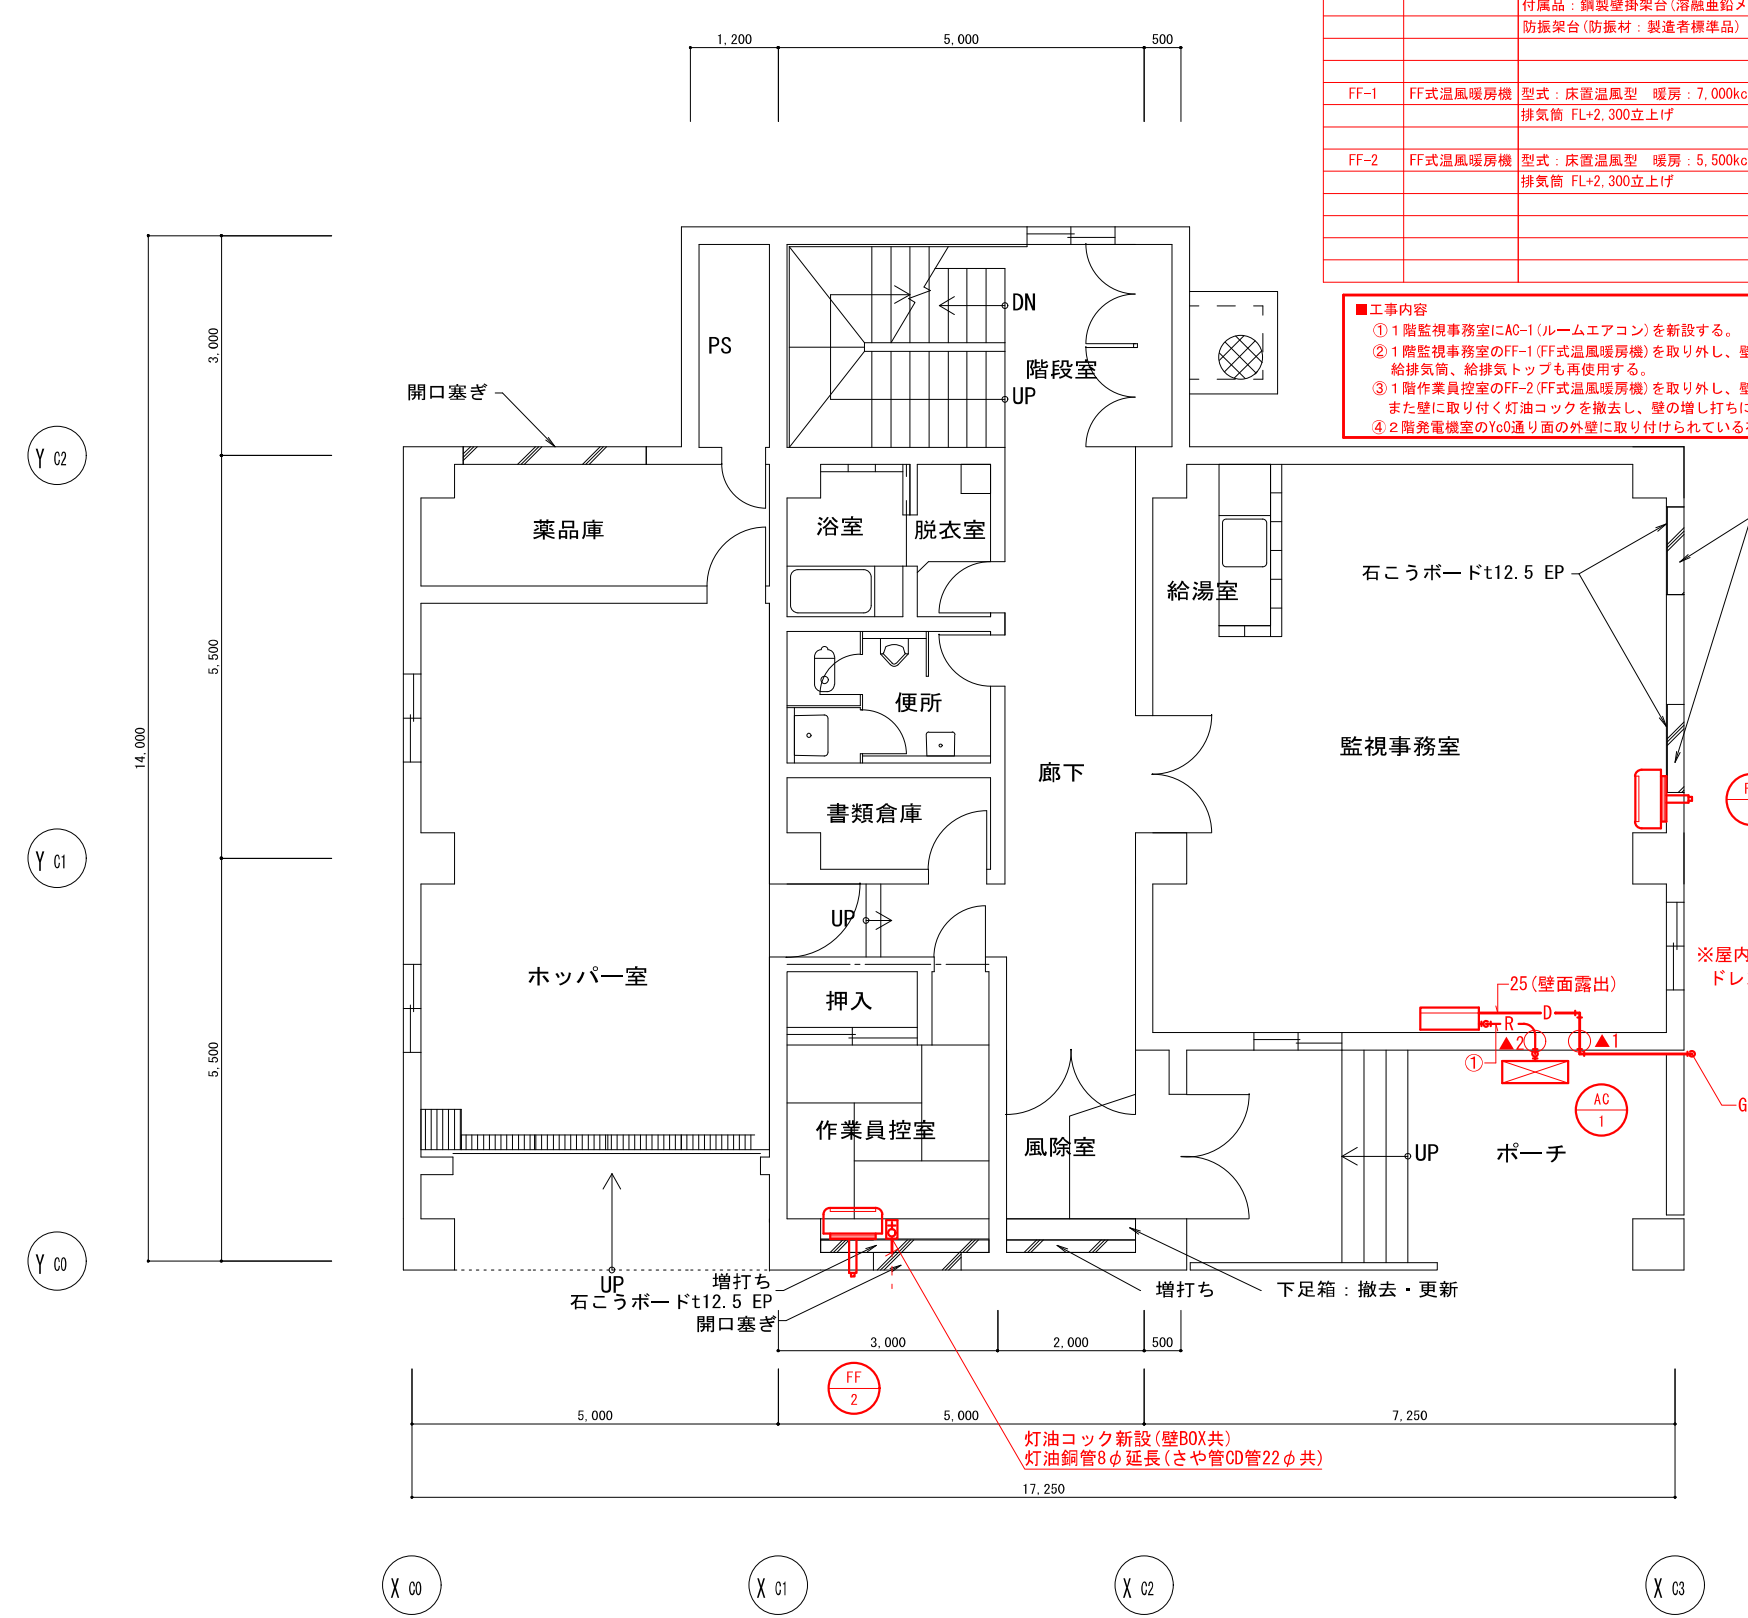 付属品：鋼製壁掛架台(溶融亜鉛メ
防振架台(防振材：製造者標準品)
FF-1 FF式温風暖房機 型式：床置温風型 暖房：7,000kc
排気筒 FL+2,300立上げ
FF-2 FF式温風暖房機 型式：床置温風型 暖房：5,500kc
排気筒 FL+2,300立上げ
■工事内容
①１階監視事務室にAC-1(ルームエアコン)を新設する。
②１階監視事務室のFF-1(FF式温風暖房機)を取り外し、壁
給排気筒、給排気トップも再使用する。
③１階作業員控室のFF-2(FF式温風暖房機)を取り外し、壁
また壁に取り付く灯油コックを撤去し、壁の増し打ちに
④２階発電機室のYc0通り面の外壁に取り付けられている
1,200 5,000 500
3,000
5,500
14,000
5,500
Y C2
Y C1
Y C0
開口塞ぎ
PS
DN
階段室
UP
薬品庫
浴室
脱衣室
給湯室
石こうボードt12.5 EP
便所
廊下
監視事務室
書類倉庫
UP
ホッパー室
押入
※屋内
ドレ
25(壁面露出)
D
R
▲2
▲1
①
AC
1
G
作業員控室
風除室
UP
ポーチ
UP
増打ち
石こうボードt12.5 EP
開口塞ぎ
増打ち
下足箱：撤去・更新
3,000 2,000 500
FF
2
5,000 5,000 7,250
灯油コック新設(壁BOX共)
灯油銅管8φ延長(さや管CD管22φ共)
17,250
X C0
X C1
X C2
X C3